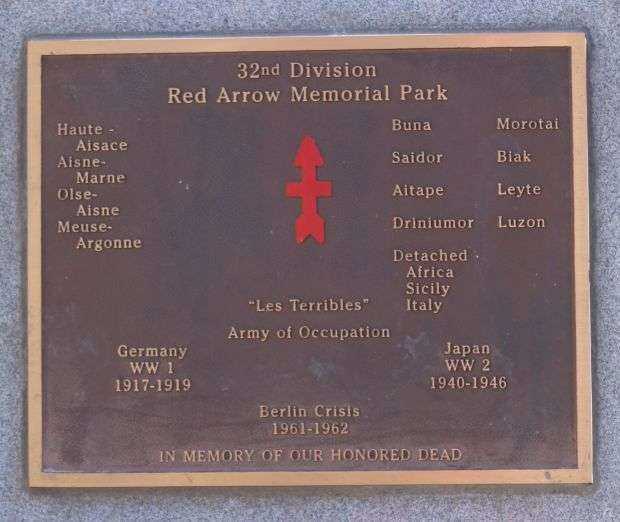 32nd Division
Red Arrow Memorial Park
Haute -
Aisace
Aisne-
Marne
Olse-
Aisne
Meuse-
Argonne
Buna Morotai
Saidor Biak
Aitape Leyte
Driniumor Luzon
Detached
Africa
Sicily
Italy
"Les Terribles"
Army of Occupation
Germany
WW 1
1917-1919
Japan
WW 2
1940-1946
Berlin Crisis
1961-1962
IN MEMORY OF OUR HONORED DEAD